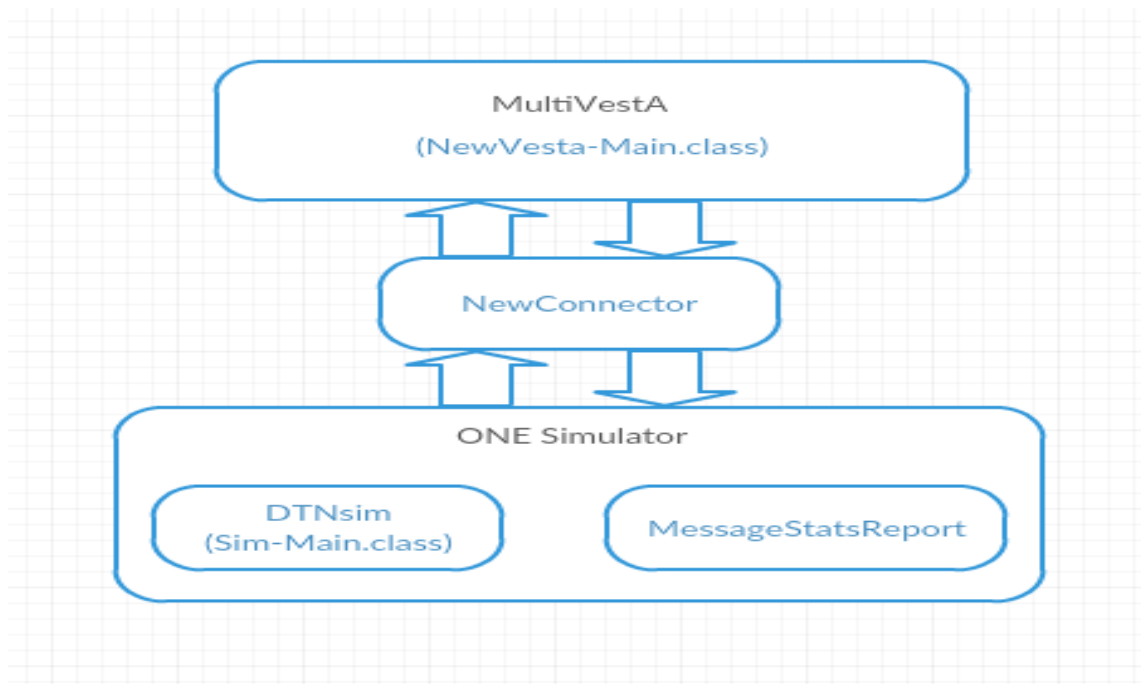 MultiVestA
(NewVesta-Main.class)
NewConnector
ONE Simulator
DTNsim
(Sim-Main.class)
MessageStatsReport